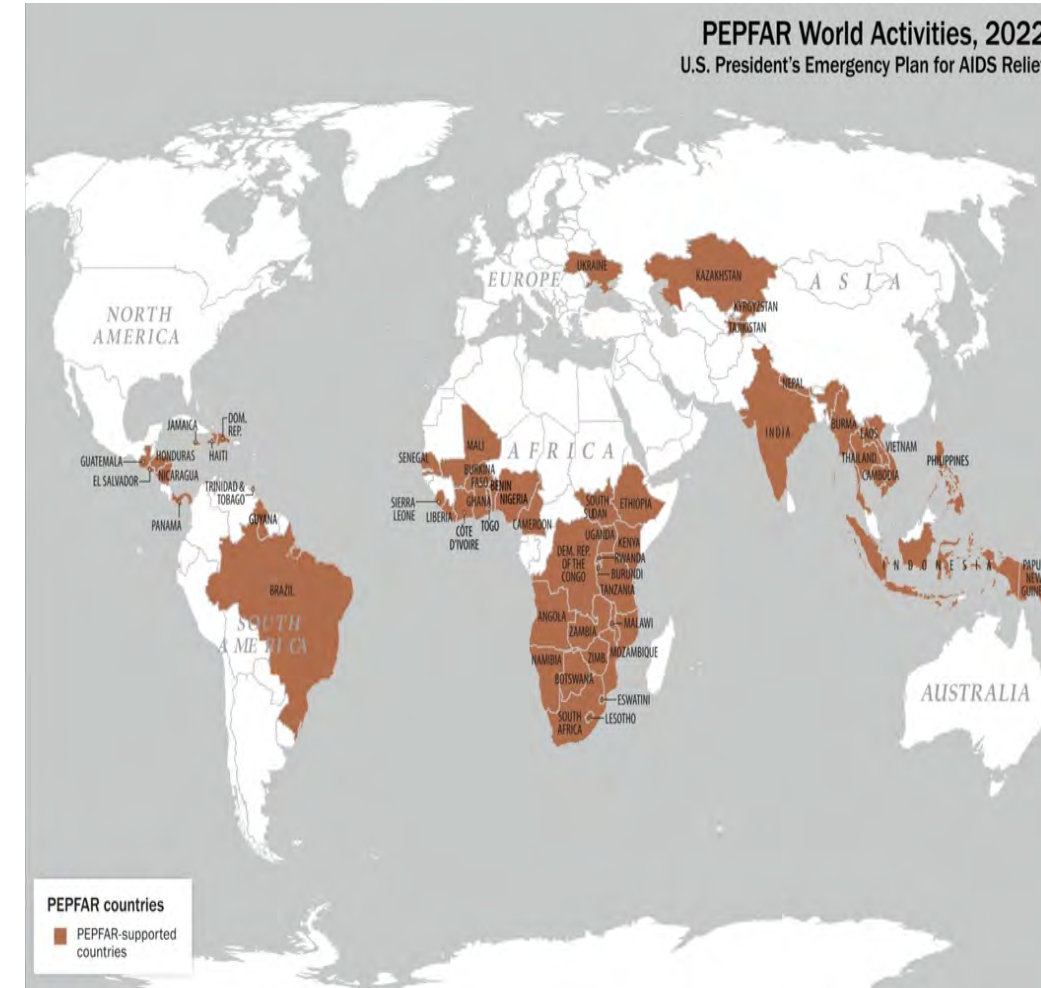 PEPFAR World Activities, 2022
U.S. President's Emergency Plan for AIDS Relief
NORTH
AMERICA
EUROPE
ASIA
UKRAINE
KAZAKHSTAN
KYRGYZSTAN
TAJIKISTAN
NEPAL
INDIA
BURMA
LAOS
VIETNAM
THAILAND
CAMBODIA
PHILIPPINES
INDONESIA
PAPU
NEW
GUINE
AUSTRALIA
JAMAICA
DOM.
REP.
HAITI
GUATEMALA
HONDURAS
EL SALVADOR
NICARAGUA
TRINIDAD &
TOBAGO
PANAMA
GUYANA
BRAZIL
SOUTH
AMERICA
AFRICA
SENEGAL
MALI
BURKINA
FASO
BENIN
SIERRA
LEONE
LIBERIA
GHANA
NIGERIA
CÔTE
D'IVOIRE
TOGO
CAMEROON
SOUTH
SUDAN
ETHIOPIA
UGANDA
KENYA
DEM. REP.
OF THE
CONGO
RWANDA
BURUNDI
TANZANIA
ANGOLA
ZAMBIA
MALAWI
MOZAMBIQUE
NAMIBIA
ZIMB.
BOTSWANA
ESWATINI
SOUTH
AFRICA
LESOTHO
PEPFAR countries
PEPFAR-supported
countries